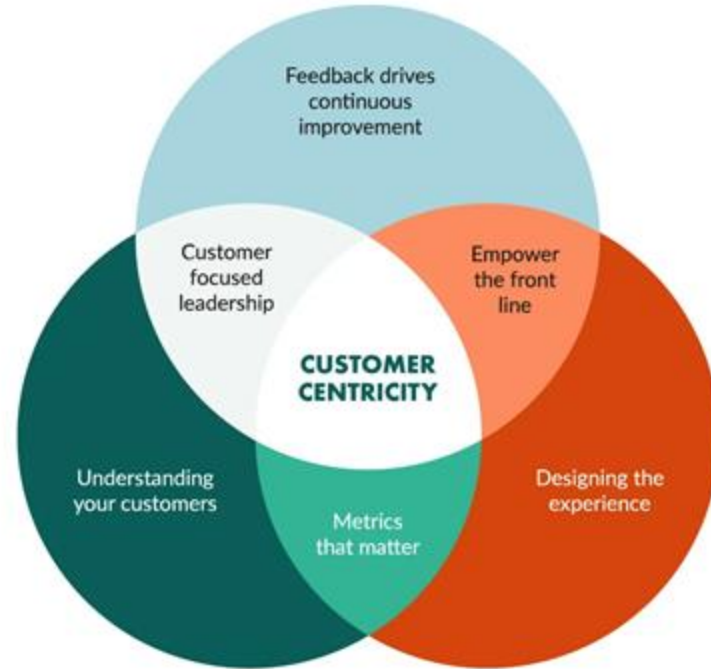 Feedback drives
continuous
improvement
Customer
focused
leadership
Empower
the front
line
CUSTOMER
CENTRICITY
Understanding
your customers
Designing the
experience
Metrics
that matter